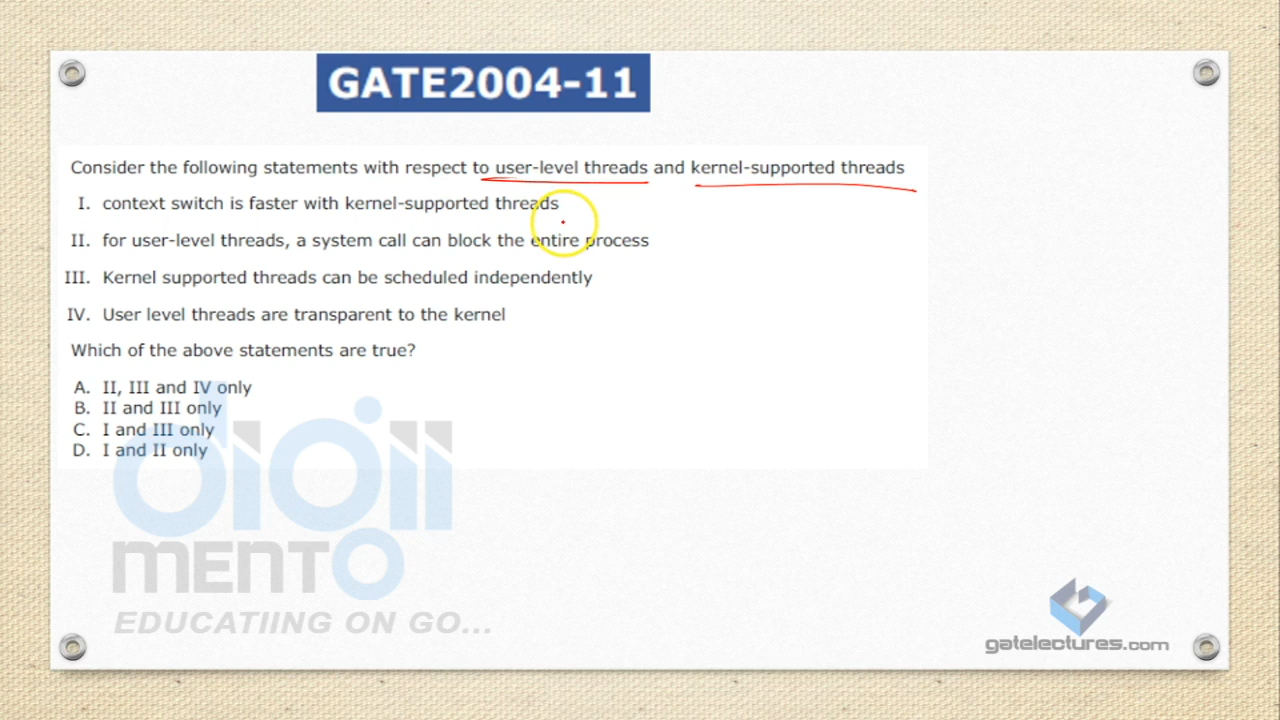 GATE2004-11
Consider the following statements with respect to user-level threads and kernel-supported threads
I. context switch is faster with kernel-supported threads
II. for user-level threads, a system call can block the entire process
III. Kernel supported threads can be scheduled independently
IV. User level threads are transparent to the kernel
Which of the above statements are true?
A. II, III and IV only
B. II and III only
C. I and III only
D. I and II only
digii
mento
EDUCATIING ON GO...
gatelectures.com